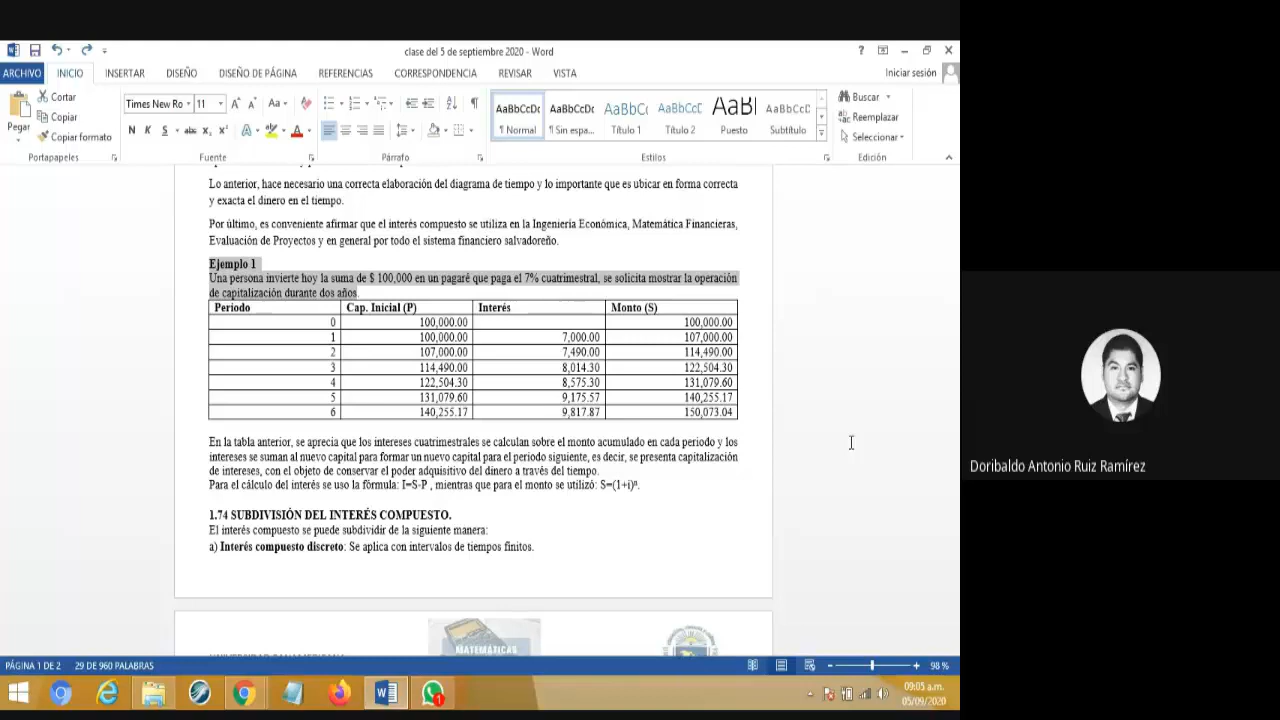 clase del 5 de septiembre 2020 - Word
ARCHIVO INICIO INSERTAR DISEÑO DISEÑO DE PÁGINA REFERENCIAS CORRESPONDENCIA REVISAR VISTA Iniciar sesión
Pegar
Cortar
Copiar
Copiar formato
Portapapeles
Times New Ro 11
N K S abc x₂ x²
Fuente
Párrafo
AaBbCcDc AaBbCcDc AaBbCc AaBbCcC AaBl AaBbCcD
¶ Normal ¶ Sin espa... Título 1 Título 2 Puesto Subtítulo
Estilos
Buscar
Reemplazar
Seleccionar
Edición
Lo anterior, hace necesario una correcta elaboración del diagrama de tiempo y lo importante que es ubicar en forma correcta
y exacta el dinero en el tiempo.
Por último, es conveniente afirmar que el interés compuesto se utiliza en la Ingeniería Económica, Matemática Financieras,
Evaluación de Proyectos y en general por todo el sistema financiero salvadoreño.
Ejemplo 1
Una persona invierte hoy la suma de $ 100,000 en un pagaré que paga el 7% cuatrimestral, se solicita mostrar la operación
de capitalización durante dos años.
Periodo Cap. Inicial (P) Interés Monto (S)
0 100,000.00 100,000.00
1 100,000.00 7,000.00 107,000.00
2 107,000.00 7,490.00 114,490.00
3 114,490.00 8,014.30 122,504.30
4 122,504.30 8,575.30 131,079.60
5 131,079.60 9,175.57 140,255.17
6 140,255.17 9,817.87 150,073.04
En la tabla anterior, se aprecia que los intereses cuatrimestrales se calculan sobre el monto acumulado en cada periodo y los
intereses se suman al nuevo capital para formar un nuevo capital para el periodo siguiente, es decir, se presenta capitalización
de intereses, con el objeto de conservar el poder adquisitivo del dinero a través del tiempo.
Para el cálculo del interés se uso la fórmula: I=S-P , mientras que para el monto se utilizó: S=(1+i)ⁿ.
1.74 SUBDIVISIÓN DEL INTERÉS COMPUESTO.
El interés compuesto se puede subdividir de la siguiente manera:
a) Interés compuesto discreto: Se aplica con intervalos de tiempos finitos.
MATEMÁTICAS
PÁGINA 1 DE 2 29 DE 960 PALABRAS 98 %
09:05 a.m.
05/09/2020
Doribaldo Antonio Ruiz Ramírez